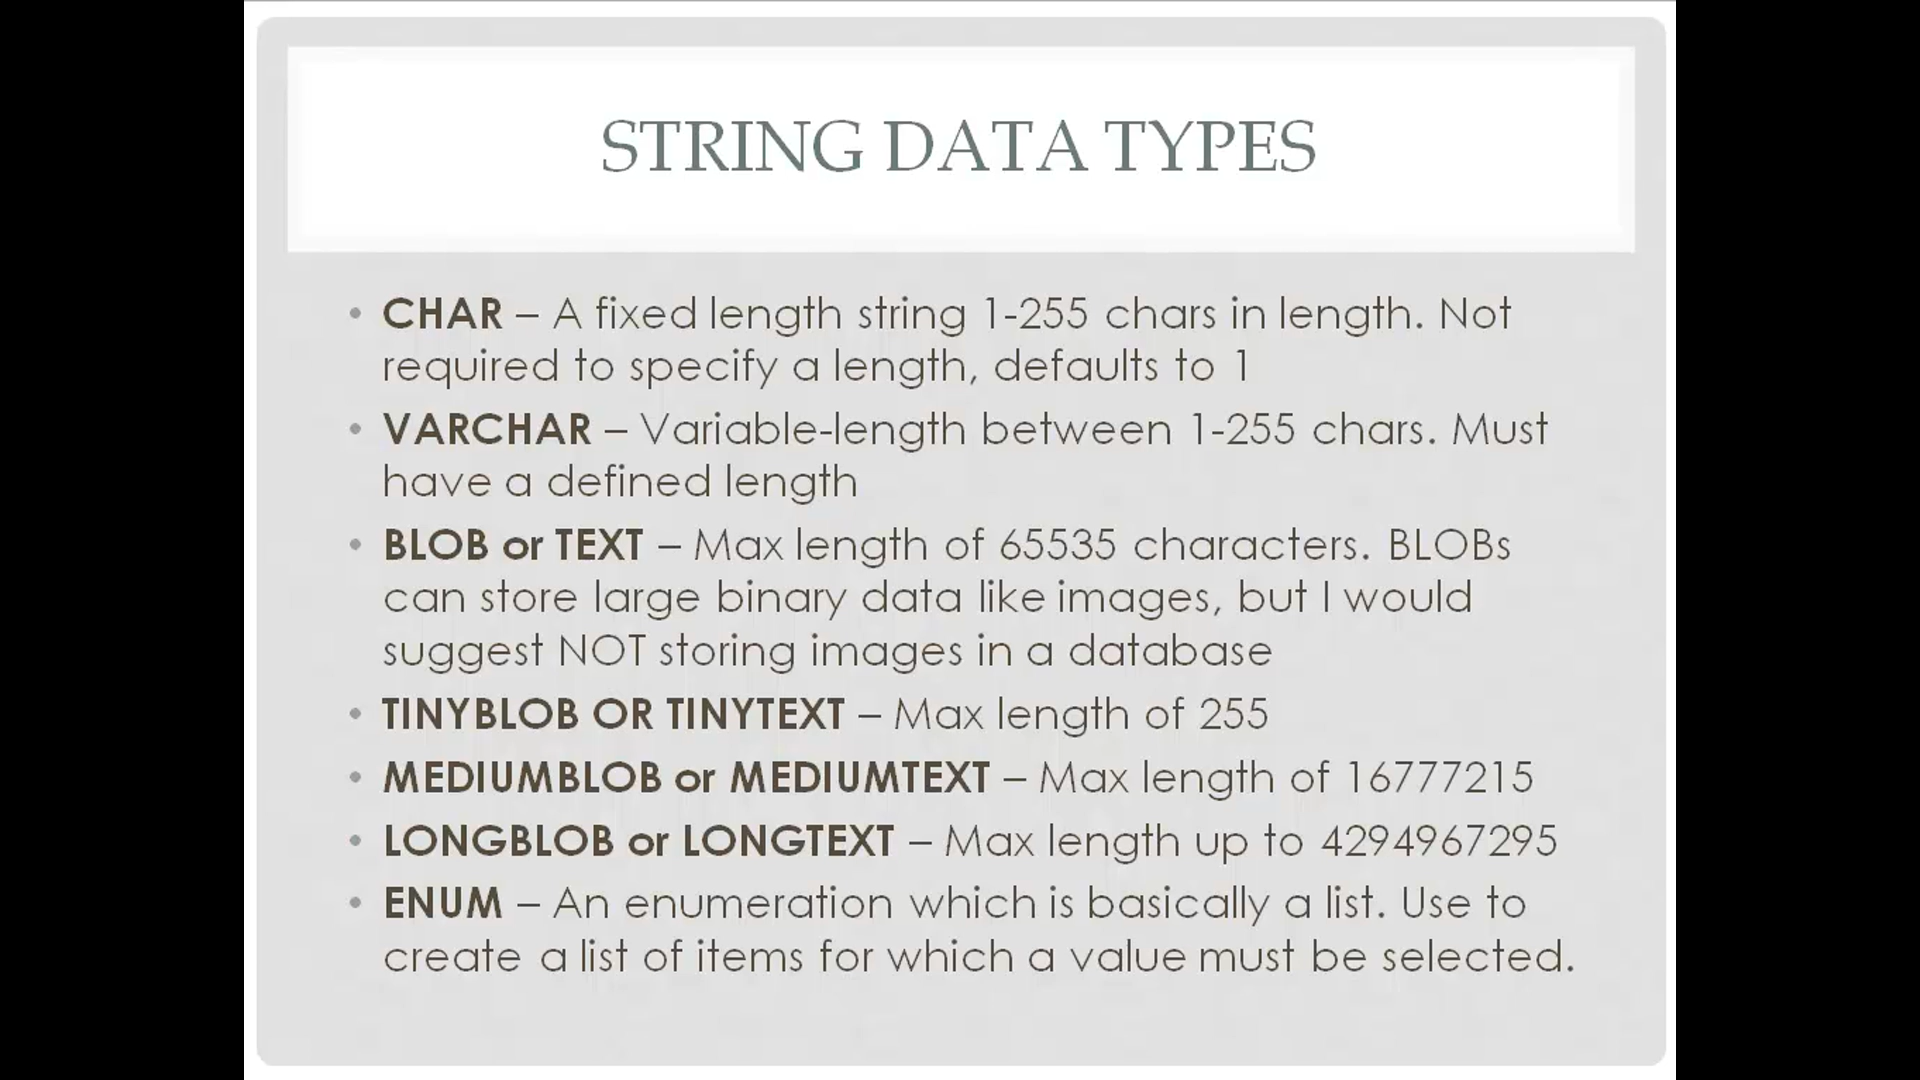 STRING DATA TYPES
• CHAR – A fixed length string 1-255 chars in length. Not
required to specify a length, defaults to 1
• VARCHAR – Variable-length between 1-255 chars. Must
have a defined length
• BLOB or TEXT – Max length of 65535 characters. BLOBs
can store large binary data like images, but I would
suggest NOT storing images in a database
• TINYBLOB OR TINYTEXT – Max length of 255
• MEDIUMBLOB or MEDIUMTEXT – Max length of 16777215
• LONGBLOB or LONGTEXT – Max length up to 4294967295
• ENUM – An enumeration which is basically a list. Use to
create a list of items for which a value must be selected.